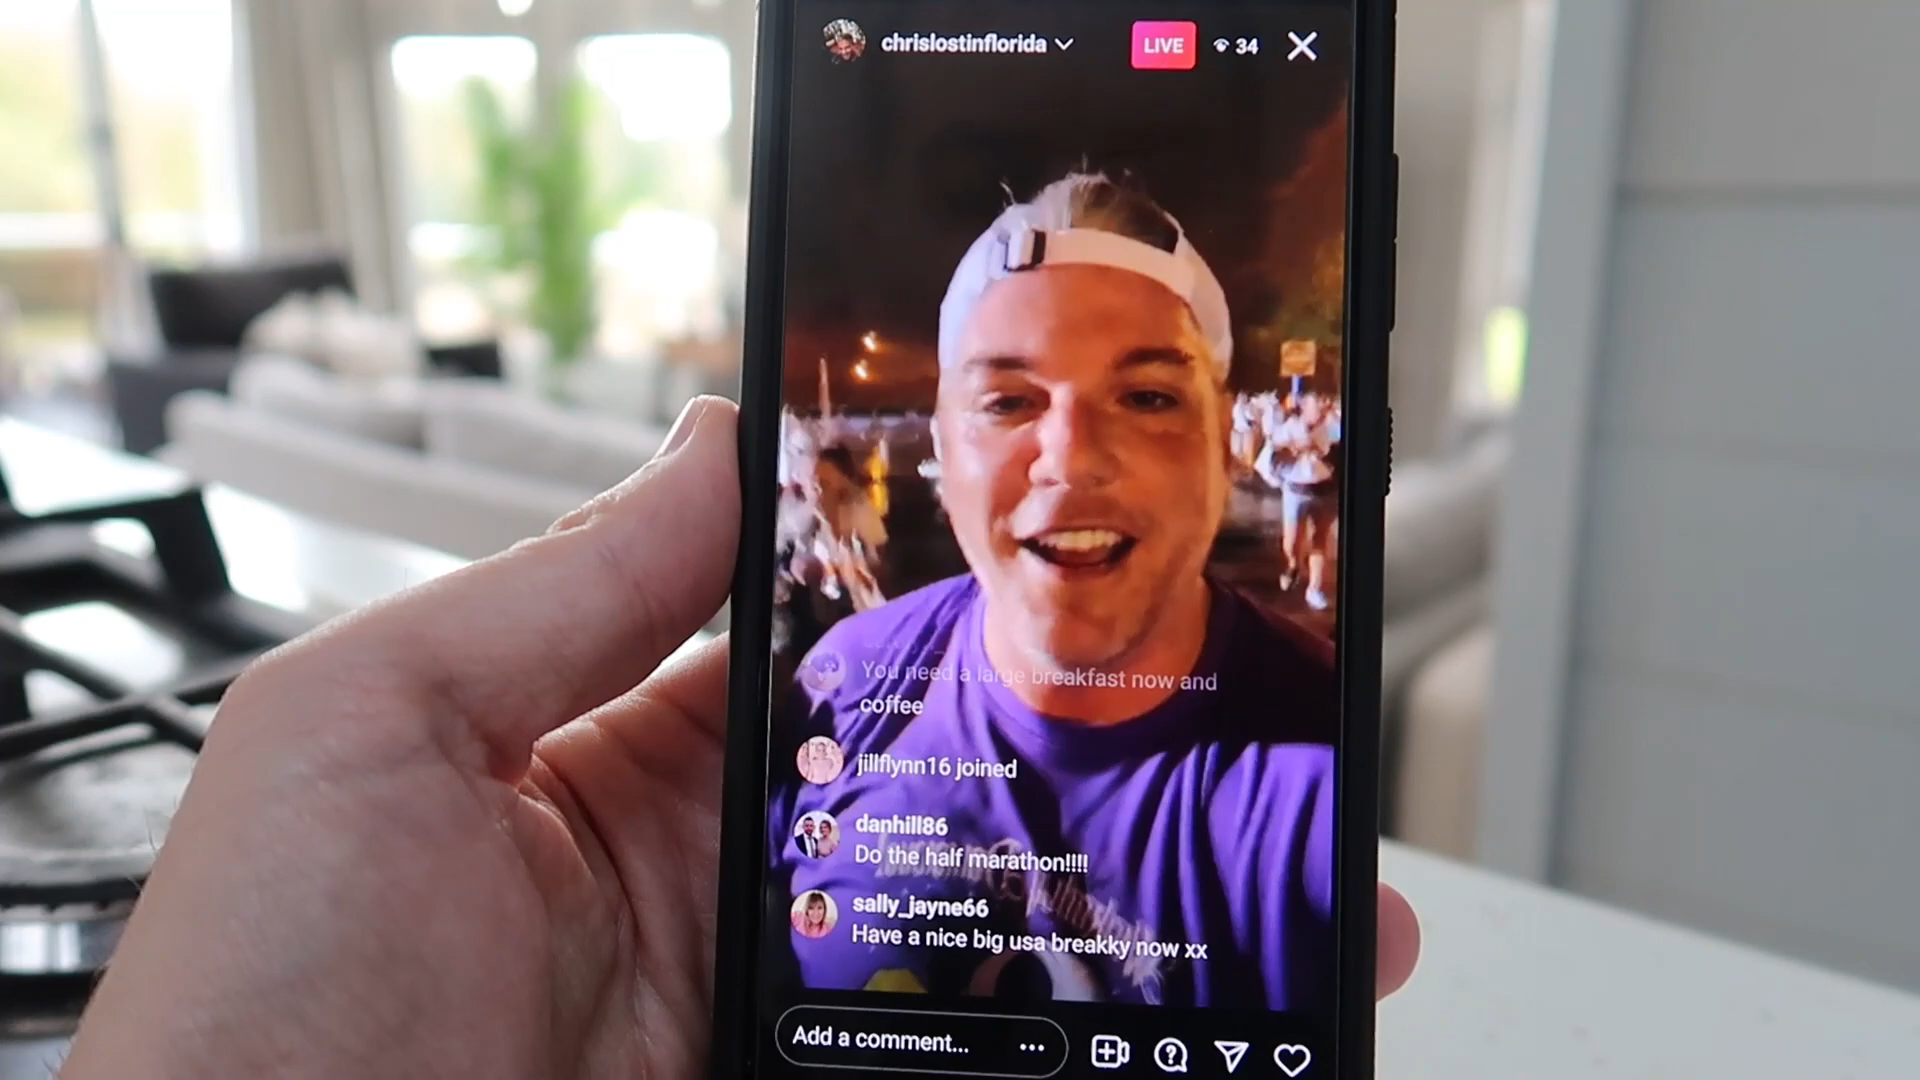 chrislostinflorida
LIVE
34
You need a large breakfast now and
coffee
jillflynn16 joined
danhill86
Do the half marathon!!!!
sally_jayne66
Have a nice big usa breakky now xx
Add a comment...